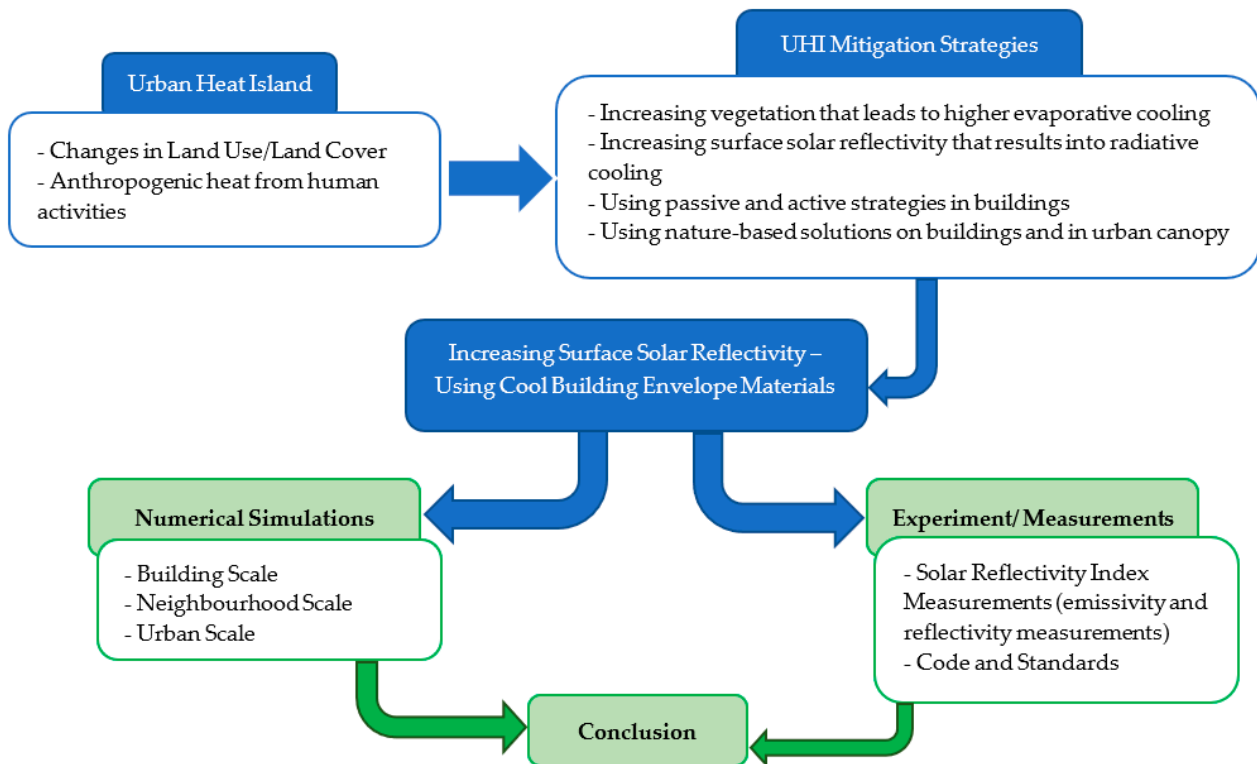 Urban Heat Island
- Changes in Land Use/Land Cover
- Anthropogenic heat from human
activities
UHI Mitigation Strategies
- Increasing vegetation that leads to higher evaporative cooling
- Increasing surface solar reflectivity that results into radiative
cooling
- Using passive and active strategies in buildings
- Using nature-based solutions on buildings and in urban canopy
Increasing Surface Solar Reflectivity –
Using Cool Building Envelope Materials
Numerical Simulations
- Building Scale
- Neighbourhood Scale
- Urban Scale
Experiment/ Measurements
- Solar Reflectivity Index
Measurements (emissivity and
reflectivity measurements)
- Code and Standards
Conclusion